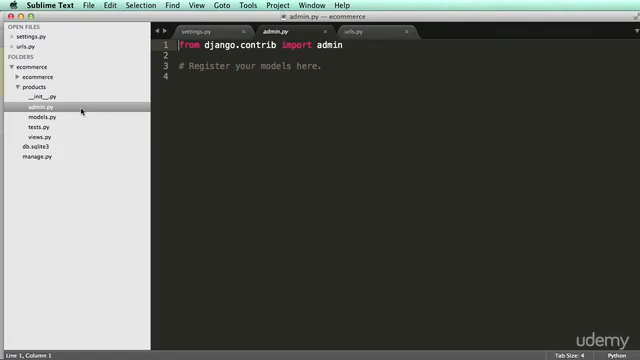 Sublime Text File Edit Selection Find View Goto Tools Project Window Help
admin.py — ecommerce
OPEN FILES
settings.py
urls.py
FOLDERS
ecommerce
ecommerce
products
__init__.py
admin.py
models.py
tests.py
views.py
db.sqlite3
manage.py
settings.py admin.py urls.py
1 from django.contrib import admin
2
3 # Register your models here.
4
udemy
Line 1, Column 1 Tab Size: 4 Python